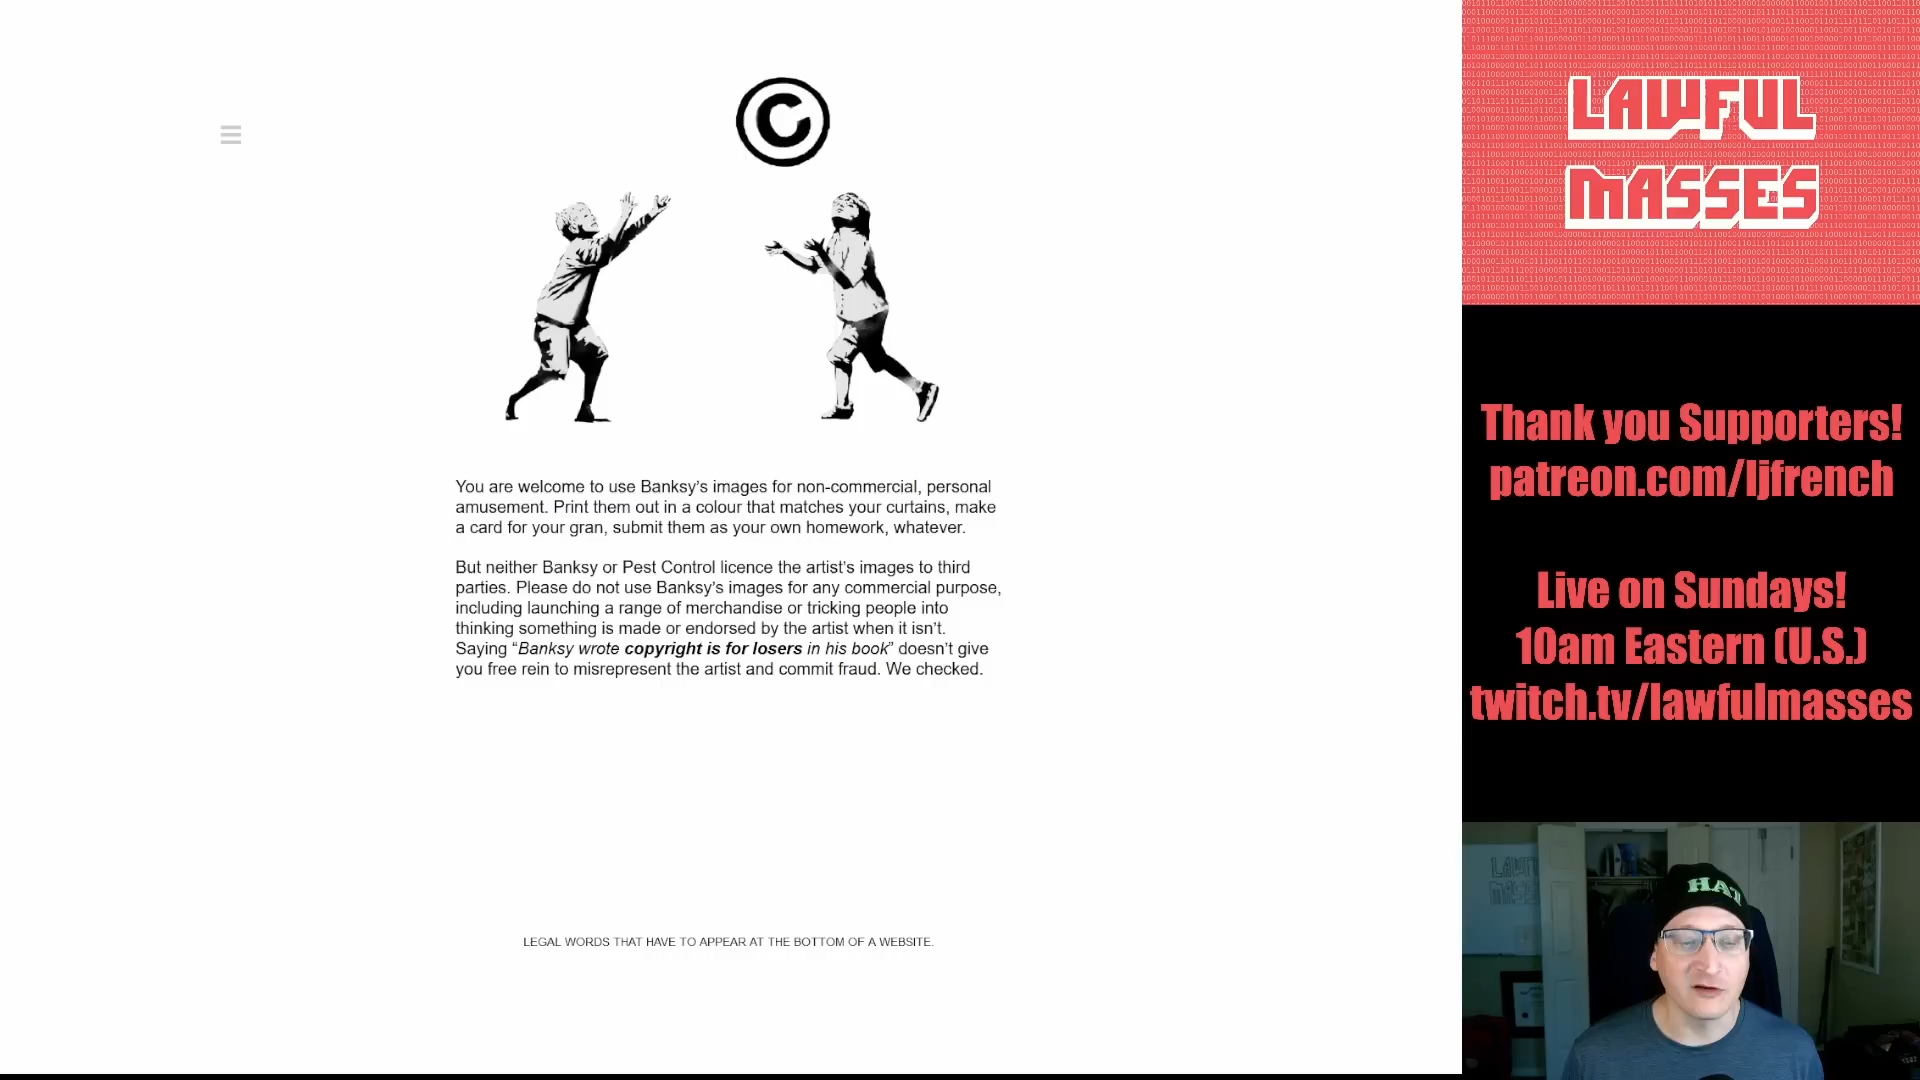 ©
You are welcome to use Banksy’s images for non-commercial, personal
amusement. Print them out in a colour that matches your curtains, make
a card for your gran, submit them as your own homework, whatever.
But neither Banksy or Pest Control licence the artist’s images to third
parties. Please do not use Banksy’s images for any commercial purpose,
including launching a range of merchandise or tricking people into
thinking something is made or endorsed by the artist when it isn’t.
Saying “Banksy wrote copyright is for losers in his book” doesn’t give
you free rein to misrepresent the artist and commit fraud. We checked.
LEGAL WORDS THAT HAVE TO APPEAR AT THE BOTTOM OF A WEBSITE.
LAWFUL
MASSES
Thank you Supporters!
patreon.com/ljfrench
Live on Sundays!
10am Eastern (U.S.)
twitch.tv/lawfulmasses
HAT